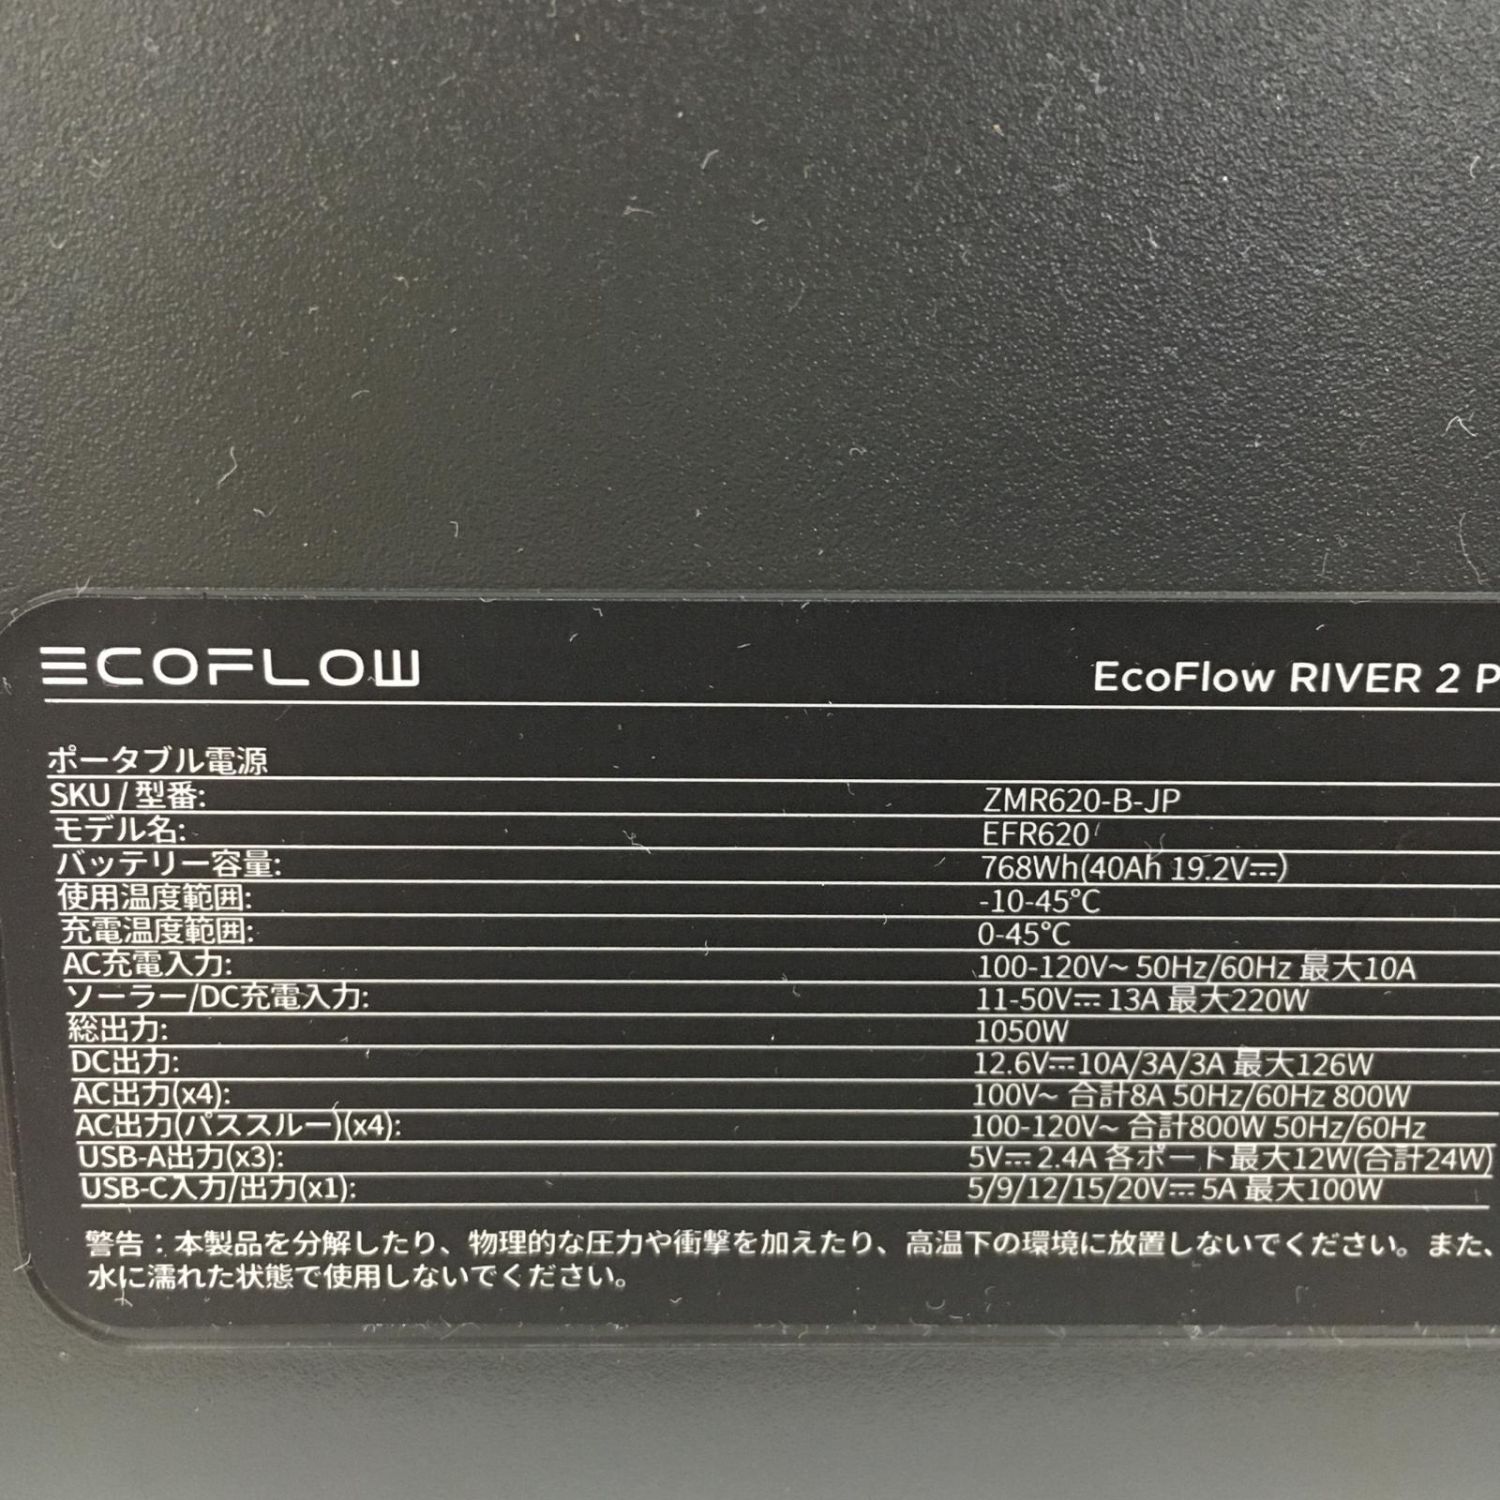 ECOFLOW
EcoFlow RIVER 2 P
ポータブル電源
SKU / 型番: ZMR620-B-JP
モデル名: EFR620
バッテリー容量: 768Wh(40Ah 19.2V⎓)
使用温度範囲: -10-45°C
充電温度範囲: 0-45°C
AC充電入力: 100-120V~ 50Hz/60Hz 最大10A
ソーラー/DC充電入力: 11-50V⎓ 13A 最大220W
総出力: 1050W
DC出力: 12.6V⎓10A/3A/3A 最大126W
AC出力(x4): 100V~ 合計8A 50Hz/60Hz 800W
AC出力(パススルー)(x4): 100-120V~ 合計800W 50Hz/60Hz
USB-A出力(x3): 5V⎓ 2.4A 各ポート最大12W(合計24W)
USB-C入力/出力(x1): 5/9/12/15/20V⎓ 5A 最大100W
警告：本製品を分解したり、物理的な圧力や衝撃を加えたり、高温下の環境に放置しないでください。また、
水に濡れた状態で使用しないでください。